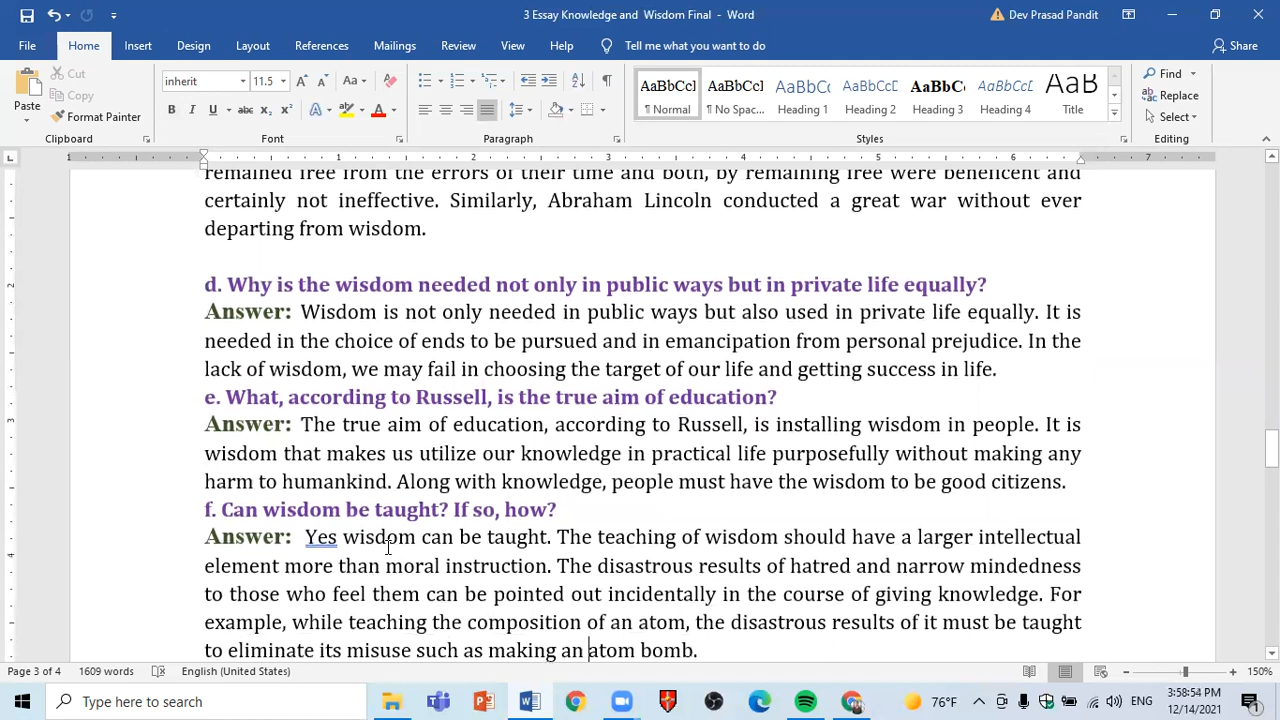 3 Essay Knowledge and Wisdom Final - Word
Dev Prasad Pandit
File Home Insert Design Layout References Mailings Review View Help Tell me what you want to do Share
Paste
Cut
Copy
Format Painter
Clipboard
inherit 11.5
Font
Paragraph
AaBbCcI AaBbCcI AaBbCcI AaBbCcI AaBbCcI AaBbCcI AaB
¶ Normal ¶ No Spac... Heading 1 Heading 2 Heading 3 Heading 4 Title
Styles
Find
Replace
Select
Editing
1 1 2 3 4 5 6 7
remained free from the errors of their time and both, by remaining free were beneficent and
certainly not ineffective. Similarly, Abraham Lincoln conducted a great war without ever
departing from wisdom.
d. Why is the wisdom needed not only in public ways but in private life equally?
Answer: Wisdom is not only needed in public ways but also used in private life equally. It is
needed in the choice of ends to be pursued and in emancipation from personal prejudice. In the
lack of wisdom, we may fail in choosing the target of our life and getting success in life.
e. What, according to Russell, is the true aim of education?
Answer: The true aim of education, according to Russell, is installing wisdom in people. It is
wisdom that makes us utilize our knowledge in practical life purposefully without making any
harm to humankind. Along with knowledge, people must have the wisdom to be good citizens.
f. Can wisdom be taught? If so, how?
Answer: Yes wisdom can be taught. The teaching of wisdom should have a larger intellectual
element more than moral instruction. The disastrous results of hatred and narrow mindedness
to those who feel them can be pointed out incidentally in the course of giving knowledge. For
example, while teaching the composition of an atom, the disastrous results of it must be taught
to eliminate its misuse such as making an atom bomb.
Page 3 of 4 1609 words English (United States) 150%
Type here to search
76°F
ENG
3:58:54 PM
12/14/2021